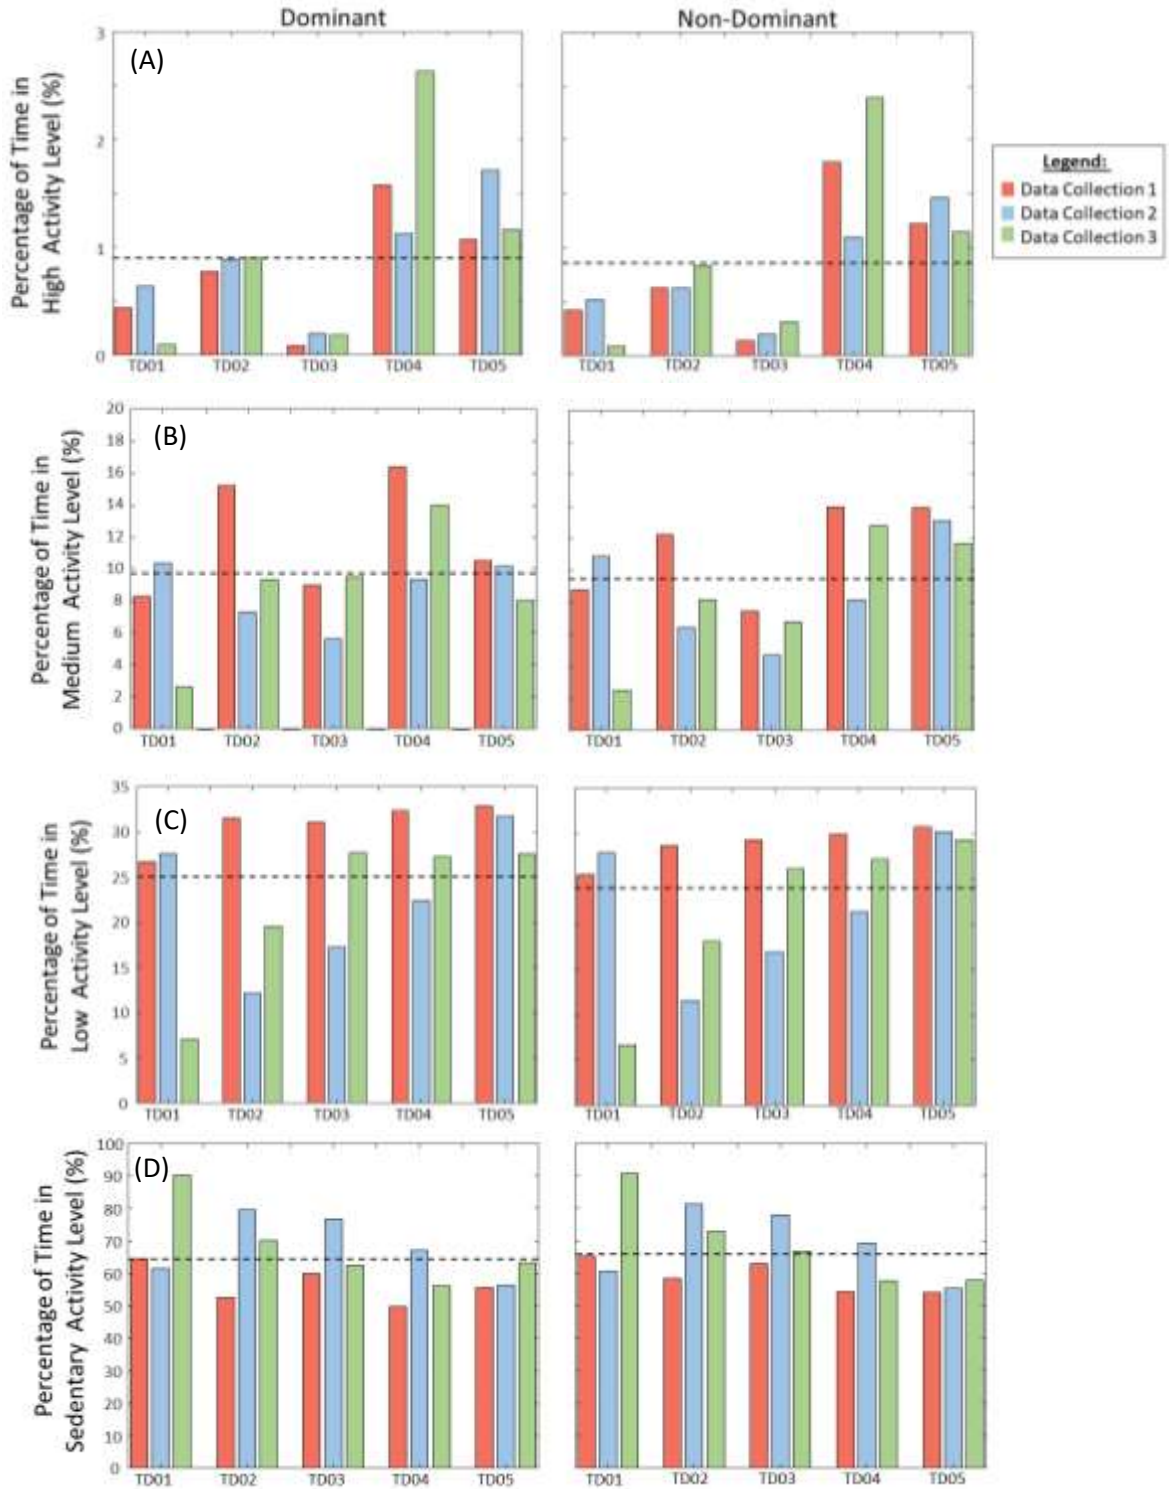 Dominant
Non-Dominant
Percentage of Time in
High Activity Level (%)
(A)
3
2
1
0
TD01 TD02 TD03 TD04 TD05
TD01 TD02 TD03 TD04 TD05
Legend:
Data Collection 1
Data Collection 2
Data Collection 3
Percentage of Time in
Medium Activity Level (%)
(B)
20
18
16
14
12
10
8
6
4
2
0
TD01 TD02 TD03 TD04 TD05
TD01 TD02 TD03 TD04 TD05
Percentage of Time in
Low Activity Level (%)
(C)
35
30
25
20
15
10
5
0
TD01 TD02 TD03 TD04 TD05
TD01 TD02 TD03 TD04 TD05
Percentage of Time in
Sedentary Activity Level (%)
(D)
100
90
80
70
60
50
40
30
20
10
0
TD01 TD02 TD03 TD04 TD05
TD01 TD02 TD03 TD04 TD05